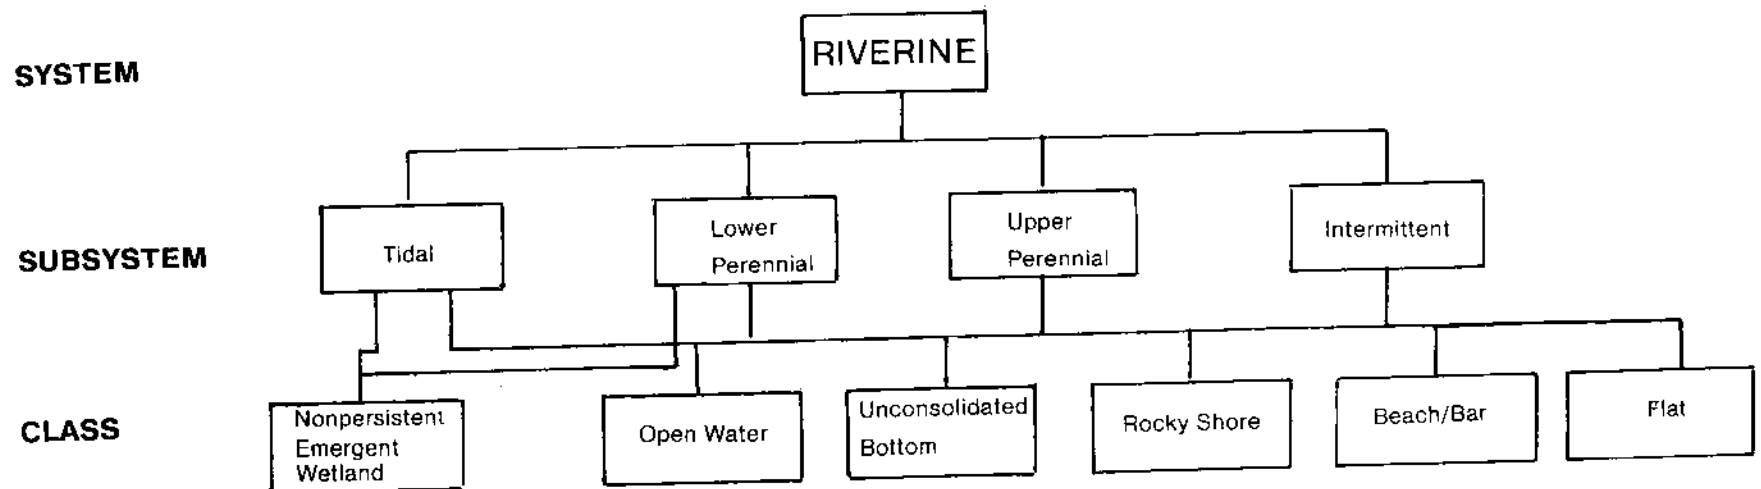 SYSTEM
RIVERINE
SUBSYSTEM
Tidal
Lower
Perennial
Upper
Perennial
Intermittent
CLASS
Nonpersistent
Emergent
Wetland
Open Water
Unconsolidated
Bottom
Rocky Shore
Beach/Bar
Flat